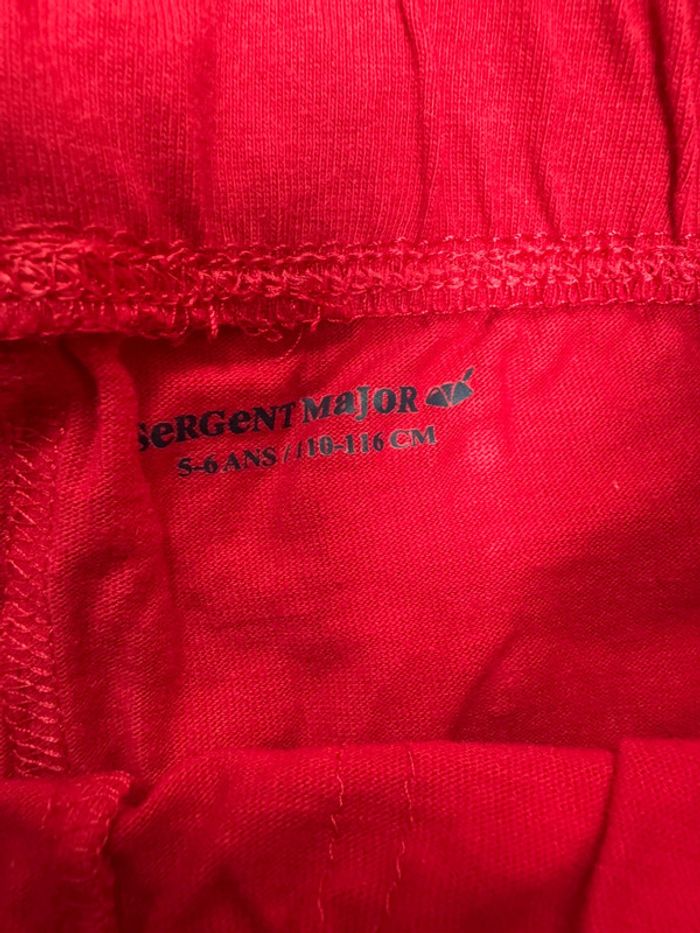 SeRGeNT MaJOR
5-6 ANS / 110-116 CM